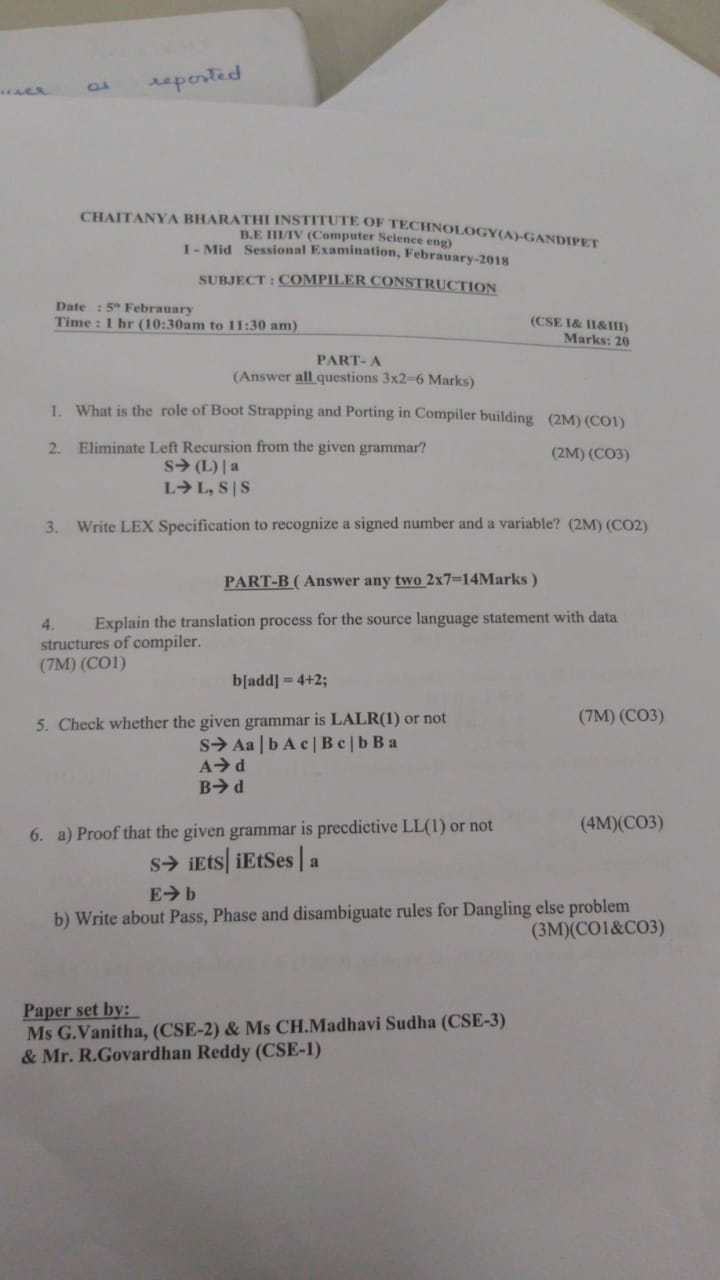 as reported
CHAITANYA BHARATHI INSTITUTE OF TECHNOLOGY(A)-GANDIPET
B.E III/IV (Computer Science eng)
I - Mid Sessional Examination, Febrauary-2018
SUBJECT : COMPILER CONSTRUCTION
Date : 5th Febrauary
Time : 1 hr (10:30am to 11:30 am) (CSE I& II&III)
Marks: 20
PART- A
(Answer all questions 3x2=6 Marks)
1. What is the role of Boot Strapping and Porting in Compiler building (2M) (CO1)
2. Eliminate Left Recursion from the given grammar? (2M) (CO3)
S→ (L) | a
L→ L, S | S
3. Write LEX Specification to recognize a signed number and a variable? (2M) (CO2)
PART-B ( Answer any two 2x7=14Marks )
4. Explain the translation process for the source language statement with data
structures of compiler.
(7M) (CO1)
b[add] = 4+2;
5. Check whether the given grammar is LALR(1) or not (7M) (CO3)
S→ Aa | b A c | B c | b B a
A→ d
B→ d
6. a) Proof that the given grammar is precdictive LL(1) or not (4M)(CO3)
S→ iEtS| iEtSes | a
E→ b
b) Write about Pass, Phase and disambiguate rules for Dangling else problem
(3M)(CO1&CO3)
Paper set by:
Ms G.Vanitha, (CSE-2) & Ms CH.Madhavi Sudha (CSE-3)
& Mr. R.Govardhan Reddy (CSE-1)